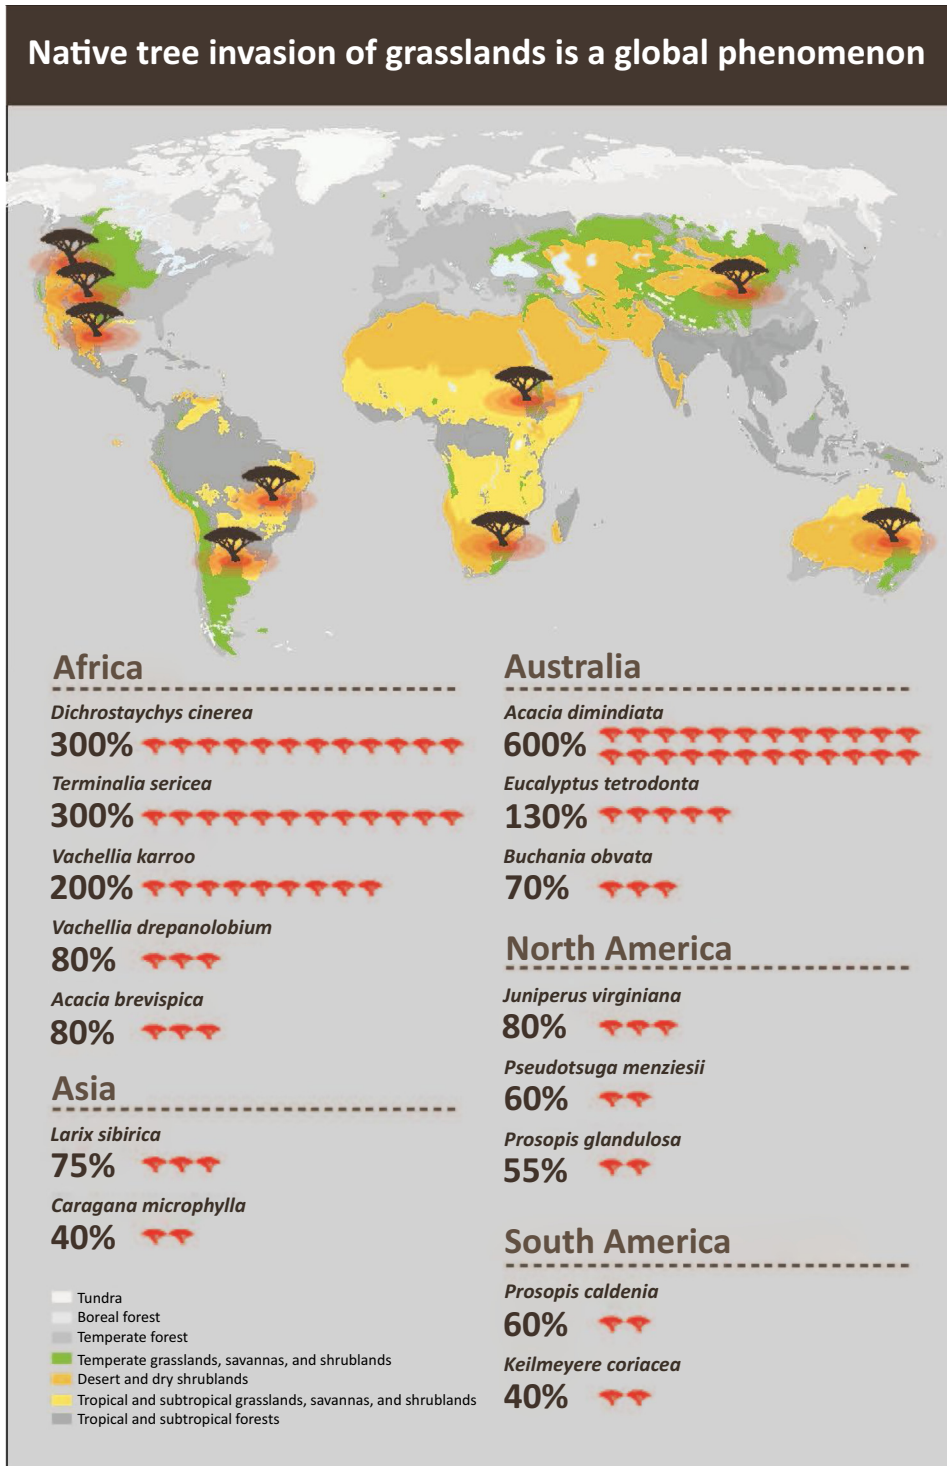 Native tree invasion of grasslands is a global phenomenon
Africa
Dichrostaychys cinerea
300%
Terminalia sericea
300%
Vachellia karroo
200%
Vachellia drepanolobium
80%
Acacia brevispica
80%
Asia
Larix sibirica
75%
Caragana microphylla
40%
Tundra
Boreal forest
Temperate forest
Temperate grasslands, savannas, and shrublands
Desert and dry shrublands
Tropical and subtropical grasslands, savannas, and shrublands
Tropical and subtropical forests
Australia
Acacia dimindiata
600%
Eucalyptus tetrodonta
130%
Buchania obvata
70%
North America
Juniperus virginiana
80%
Pseudotsuga menziesii
60%
Prosopis glandulosa
55%
South America
Prosopis caldenia
60%
Keilmeyere coriacea
40%